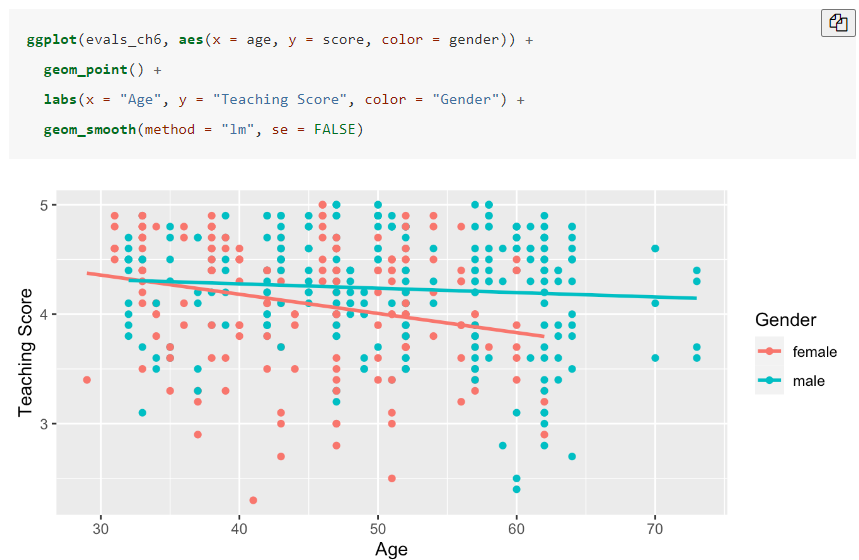 ggplot(evals_ch6, aes(x = age, y = score, color = gender)) +
  geom_point() +
  labs(x = "Age", y = "Teaching Score", color = "Gender") +
  geom_smooth(method = "lm", se = FALSE)
5
4
3
Teaching Score
30 40 50 60 70
Age
Gender
female
male